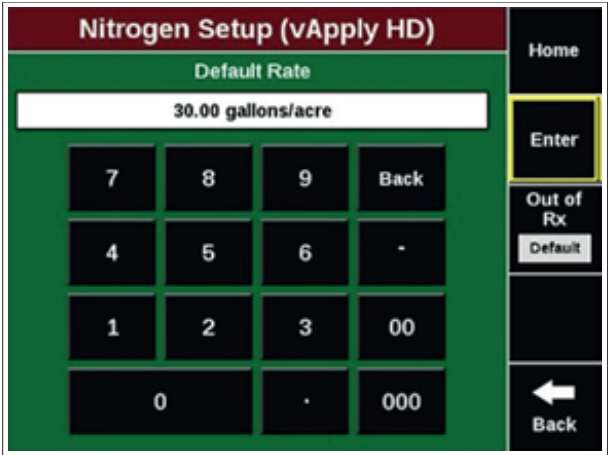 Nitrogen Setup (vApply HD)
Default Rate
30.00 gallons/acre
7 8 9 Back
4 5 6 -
1 2 3 00
0 . 000
Home
Enter
Out of
Rx
Default
Back